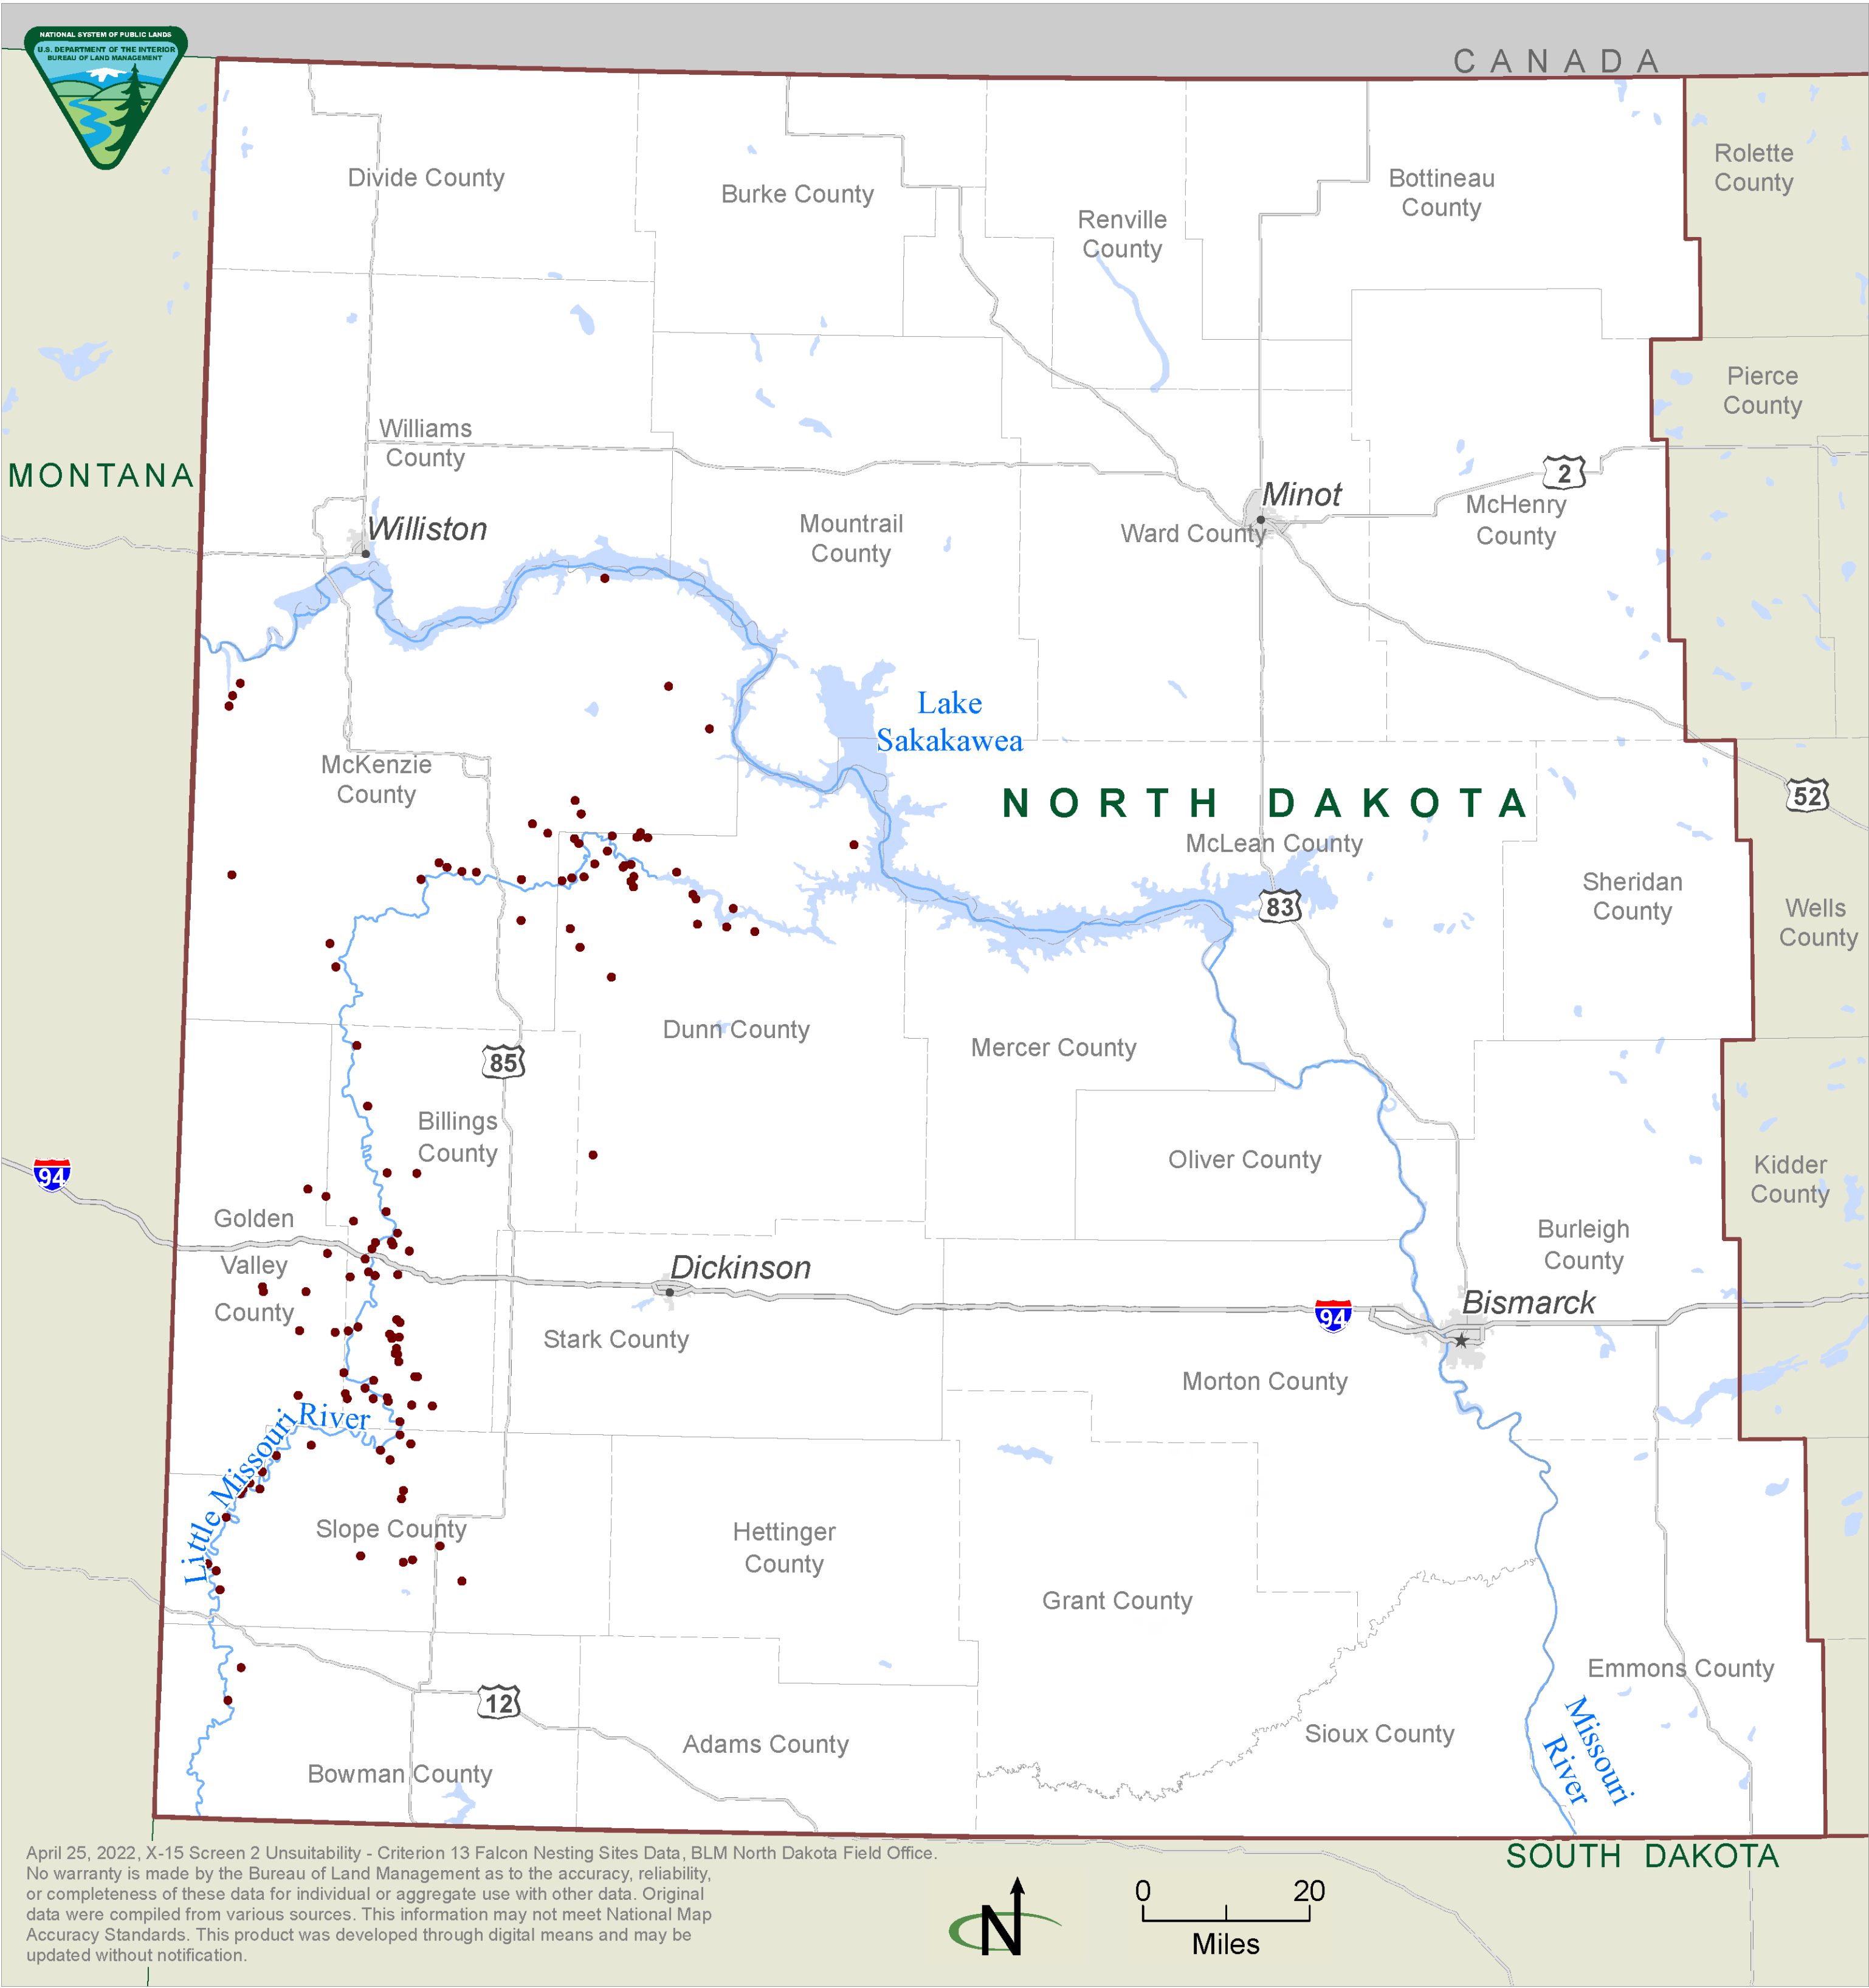 NATIONAL SYSTEM OF PUBLIC LANDS
U.S. DEPARTMENT OF THE INTERIOR
BUREAU OF LAND MANAGEMENT
CANADA
Divide County
Burke County
Renville
County
Bottineau
County
Rolette
County
Pierce
County
MONTANA
Williams
County
Williston
Mountrail
County
Minot
Ward County
2
McHenry
County
Lake
Sakakawea
McKenzie
County
NORTH DAKOTA
52
McLean County
83
Sheridan
County
Wells
County
Dunn County
Mercer County
85
Billings
County
Oliver County
94
Kidder
County
Golden
Valley
County
Burleigh
County
Dickinson
Stark County
94
Bismarck
Morton County
Little Missouri River
Slope County
Hettinger
County
Grant County
Emmons County
12
Adams County
Sioux County
Missouri
River
Bowman County
SOUTH DAKOTA
April 25, 2022, X-15 Screen 2 Unsuitability - Criterion 13 Falcon Nesting Sites Data, BLM North Dakota Field Office.
No warranty is made by the Bureau of Land Management as to the accuracy, reliability,
or completeness of these data for individual or aggregate use with other data. Original
data were compiled from various sources. This information may not meet National Map
Accuracy Standards. This product was developed through digital means and may be
updated without notification.
N
0 20
Miles